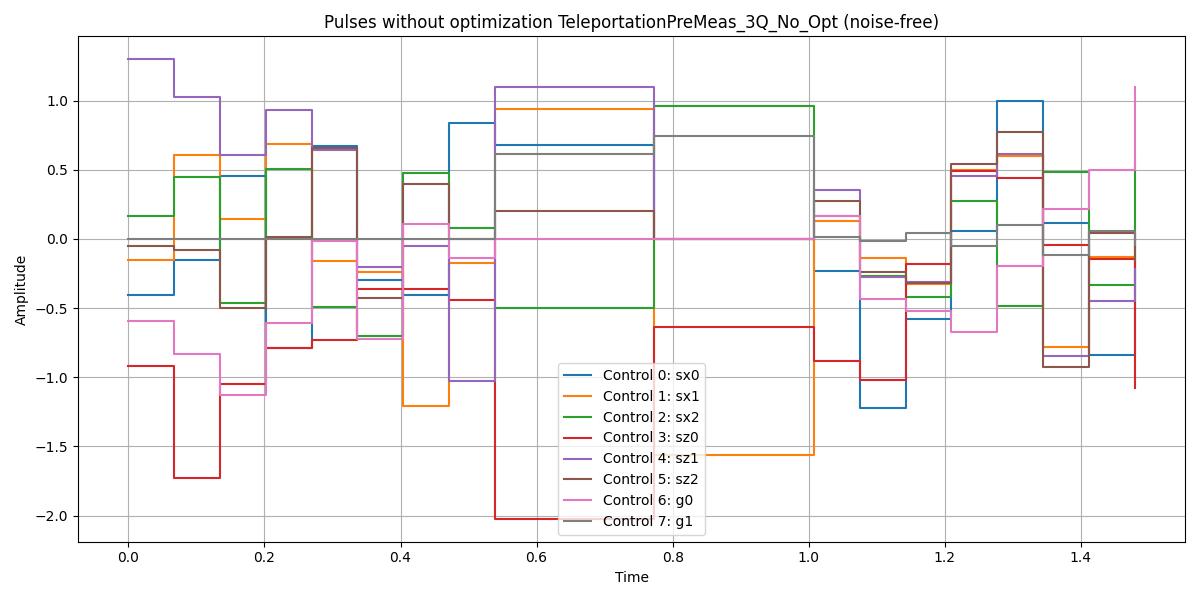 Pulses without optimization TeleportationPreMeas_3Q_No_Opt (noise-free)
Amplitude
1.0
0.5
0.0
−0.5
−1.0
−1.5
−2.0
Control 0: sx0
Control 1: sx1
Control 2: sx2
Control 3: sz0
Control 4: sz1
Control 5: sz2
Control 6: g0
Control 7: g1
0.0 0.2 0.4 0.6 0.8 1.0 1.2 1.4
Time